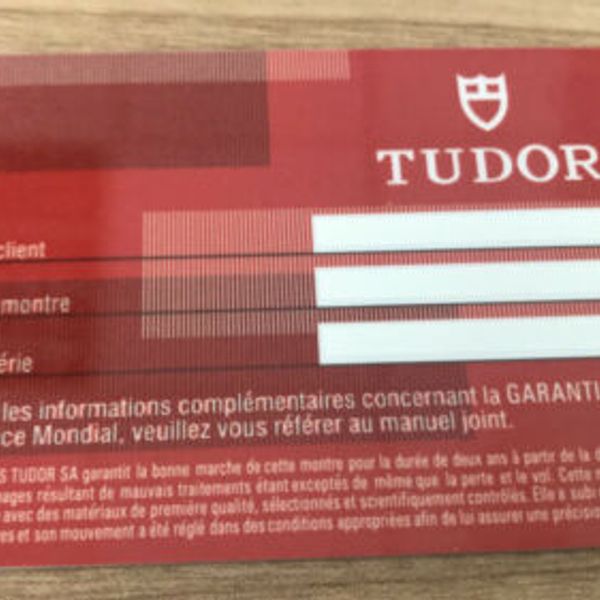 TUDOR
client
montre
érie
les informations complémentaires concernant la GARANTI
ce Mondial, veuillez vous référer au manuel joint.
S TUDOR SA garantit la bonne marche de cette montre pour la durée de deux ans à partir de la d
ages résultant de mauvais traitements étant exceptés de même que la perte et le vol. Cette
avec des matériaux de première qualité, sélectionnés et scientifiquement contrôlés. Elle a subi
es et son mouvement a été réglé dans des conditions appropriées afin de lui assurer une précisio